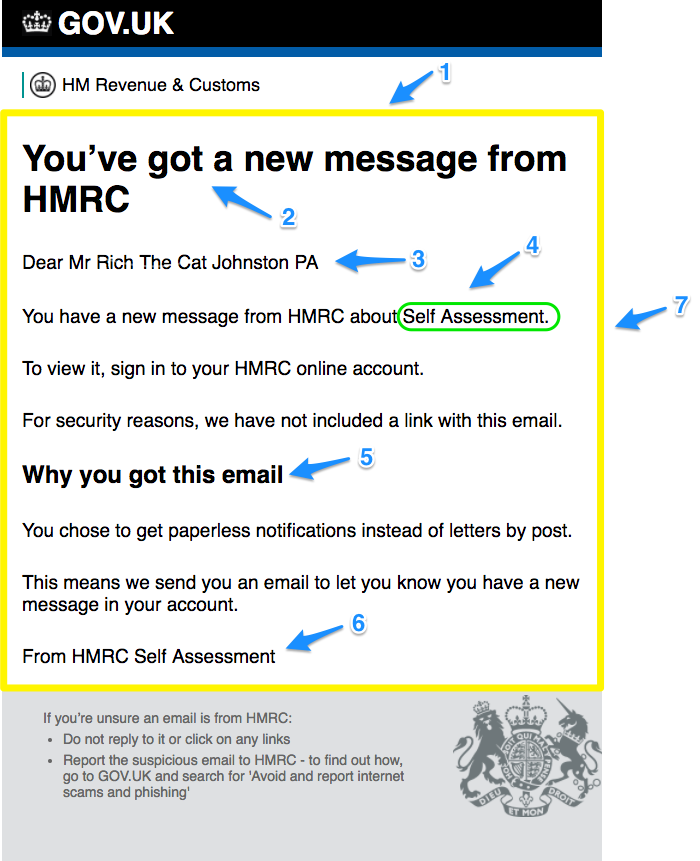 GOV.UK
HM Revenue & Customs
1
You’ve got a new message from
HMRC
2
Dear Mr Rich The Cat Johnston PA
3
4
You have a new message from HMRC about Self Assessment.
7
To view it, sign in to your HMRC online account.
For security reasons, we have not included a link with this email.
Why you got this email
5
You chose to get paperless notifications instead of letters by post.
This means we send you an email to let you know you have a new
message in your account.
6
From HMRC Self Assessment
If you’re unsure an email is from HMRC:
• Do not reply to it or click on any links
• Report the suspicious email to HMRC - to find out how,
go to GOV.UK and search for 'Avoid and report internet
scams and phishing'
DIEU ET MON DROIT